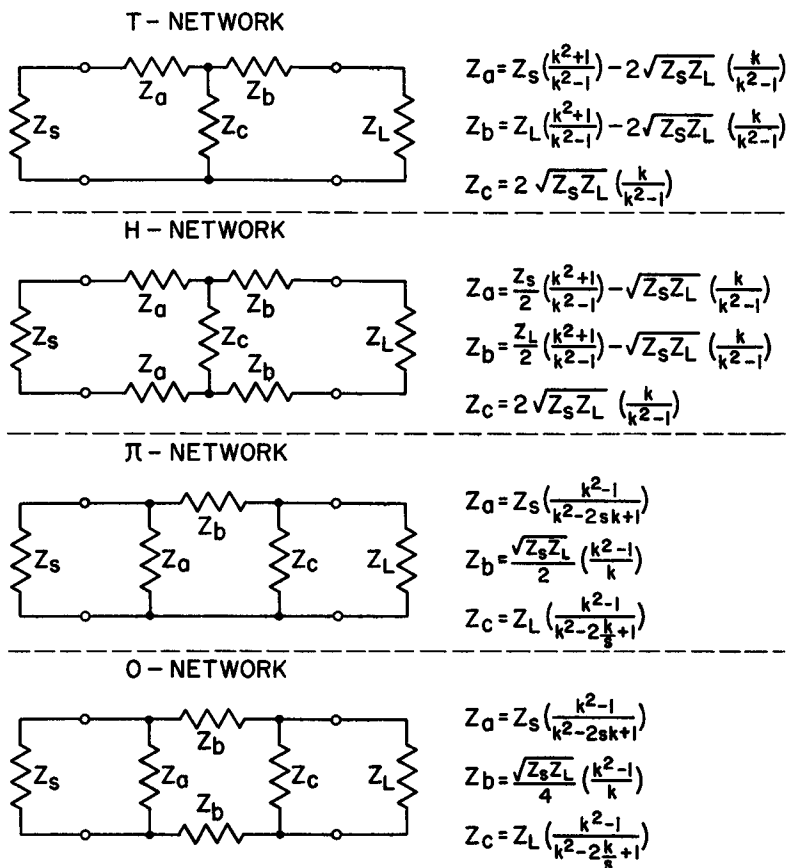 T - NETWORK
Zs Za Zb Zc ZL
Za = Zs(k²+1/k²-1) - 2√ZsZL (k/k²-1)
Zb = ZL(k²+1/k²-1) - 2√ZsZL (k/k²-1)
Zc = 2√ZsZL (k/k²-1)
H - NETWORK
Zs Za Zb Zc ZL
Za Zb
Za = Zs/2(k²+1/k²-1) - √ZsZL (k/k²-1)
Zb = ZL/2(k²+1/k²-1) - √ZsZL (k/k²-1)
Zc = 2√ZsZL (k/k²-1)
π - NETWORK
Zs Za Zb Zc ZL
Za = Zs(k²-1/k²-2sk+1)
Zb = √ZsZL/2 (k²-1/k)
Zc = ZL(k²-1/k²-2k/s+1)
O - NETWORK
Zs Za Zb Zc ZL
Zb
Za = Zs(k²-1/k²-2sk+1)
Zb = √ZsZL/4 (k²-1/k)
Zc = ZL(k²-1/k²-2k/s+1)